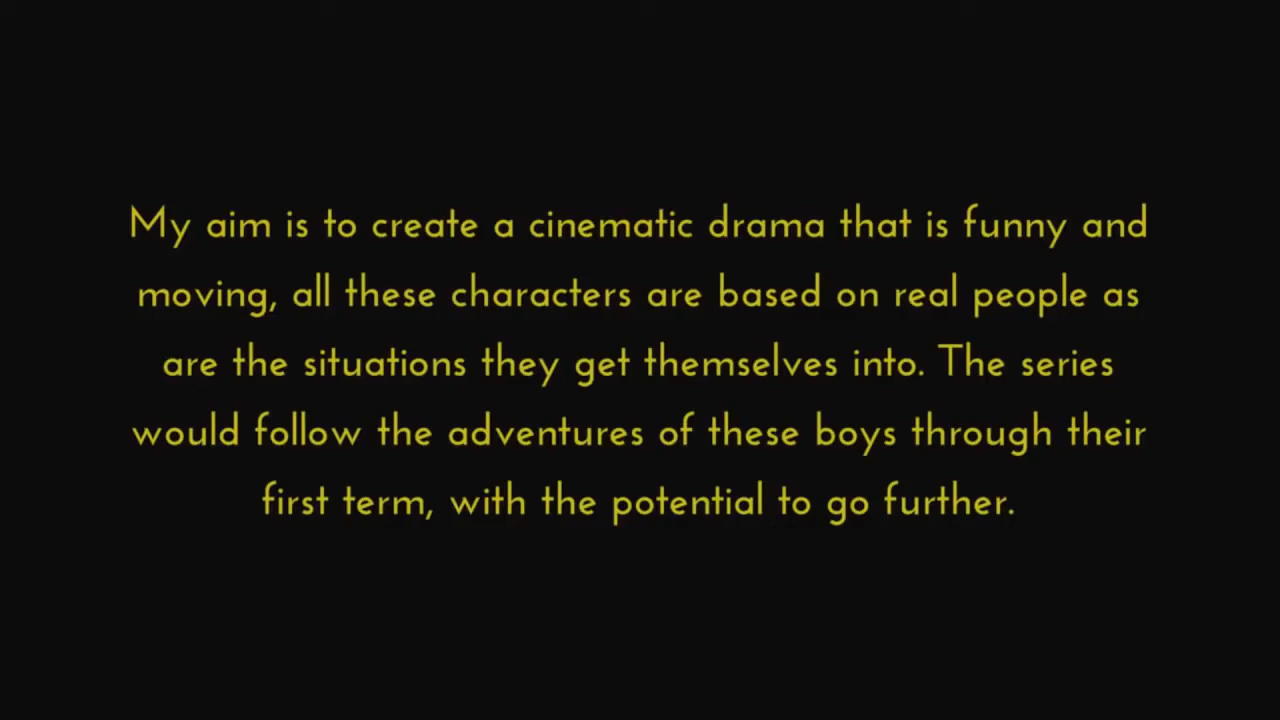 My aim is to create a cinematic drama that is funny and
moving, all these characters are based on real people as
are the situations they get themselves into. The series
would follow the adventures of these boys through their
first term, with the potential to go further.